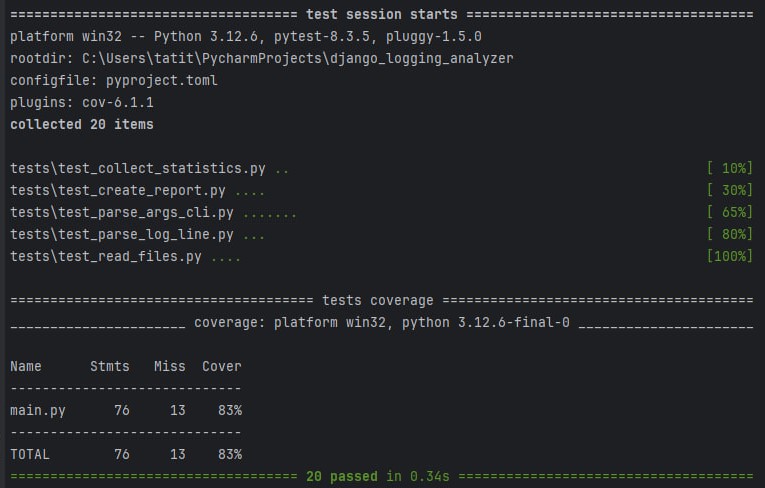 ==================================== test session starts ====================================
platform win32 -- Python 3.12.6, pytest-8.3.5, pluggy-1.5.0
rootdir: C:\Users\tatit\PycharmProjects\django_logging_analyzer
configfile: pyproject.toml
plugins: cov-6.1.1
collected 20 items
tests\test_collect_statistics.py .. [ 10%]
tests\test_create_report.py .... [ 30%]
tests\test_parse_args_cli.py ....... [ 65%]
tests\test_parse_log_line.py ... [ 80%]
tests\test_read_files.py .... [100%]
====================================== tests coverage =======================================
______________________ coverage: platform win32, python 3.12.6-final-0 ______________________
Name      Stmts   Miss  Cover
-----------------------------
main.py      76     13    83%
-----------------------------
TOTAL        76     13    83%
==================================== 20 passed in 0.34s =====================================